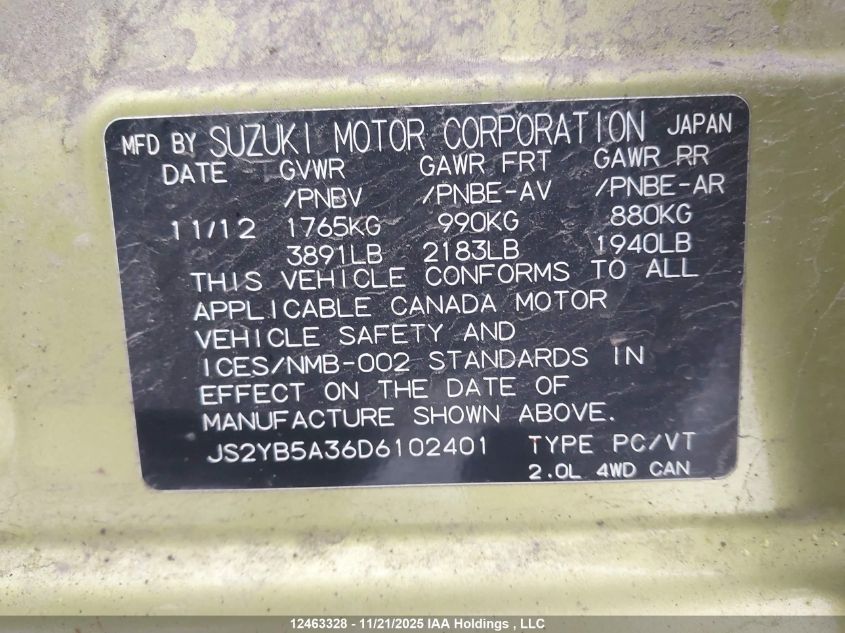 MFD BY SUZUKI MOTOR CORPORATION JAPAN
DATE GVWR GAWR FRT GAWR RR
/PNBV /PNBE-AV /PNBE-AR
11/12 1765KG 990KG 880KG
3891LB 2183LB 1940LB
THIS VEHICLE CONFORMS TO ALL
APPLICABLE CANADA MOTOR
VEHICLE SAFETY AND
ICES/NMB-002 STANDARDS IN
EFFECT ON THE DATE OF
MANUFACTURE SHOWN ABOVE.
JS2YB5A36D6102401 TYPE PC/VT
2.0L 4WD CAN
12463328 - 11/21/2025 IAA Holdings , LLC